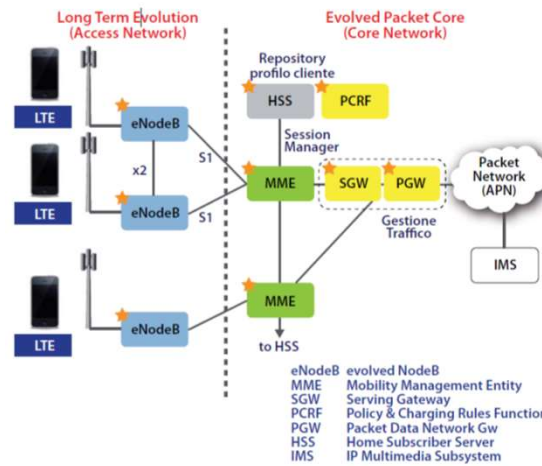 Long Term Evolution
(Access Network)
Evolved Packet Core
(Core Network)
Repository
profilo cliente
HSS
PCRF
LTE
eNodeB
S1
Session
Manager
LTE
x2
eNodeB
S1
MME
SGW
PGW
Packet
Network
(APN)
Gestione
Traffico
IMS
LTE
eNodeB
MME
to HSS
eNodeB evolved NodeB
MME Mobility Management Entity
SGW Serving Gateway
PCRF Policy & Charging Rules Function
PGW Packet Data Network Gw
HSS Home Subscriber Server
IMS IP Multimedia Subsystem